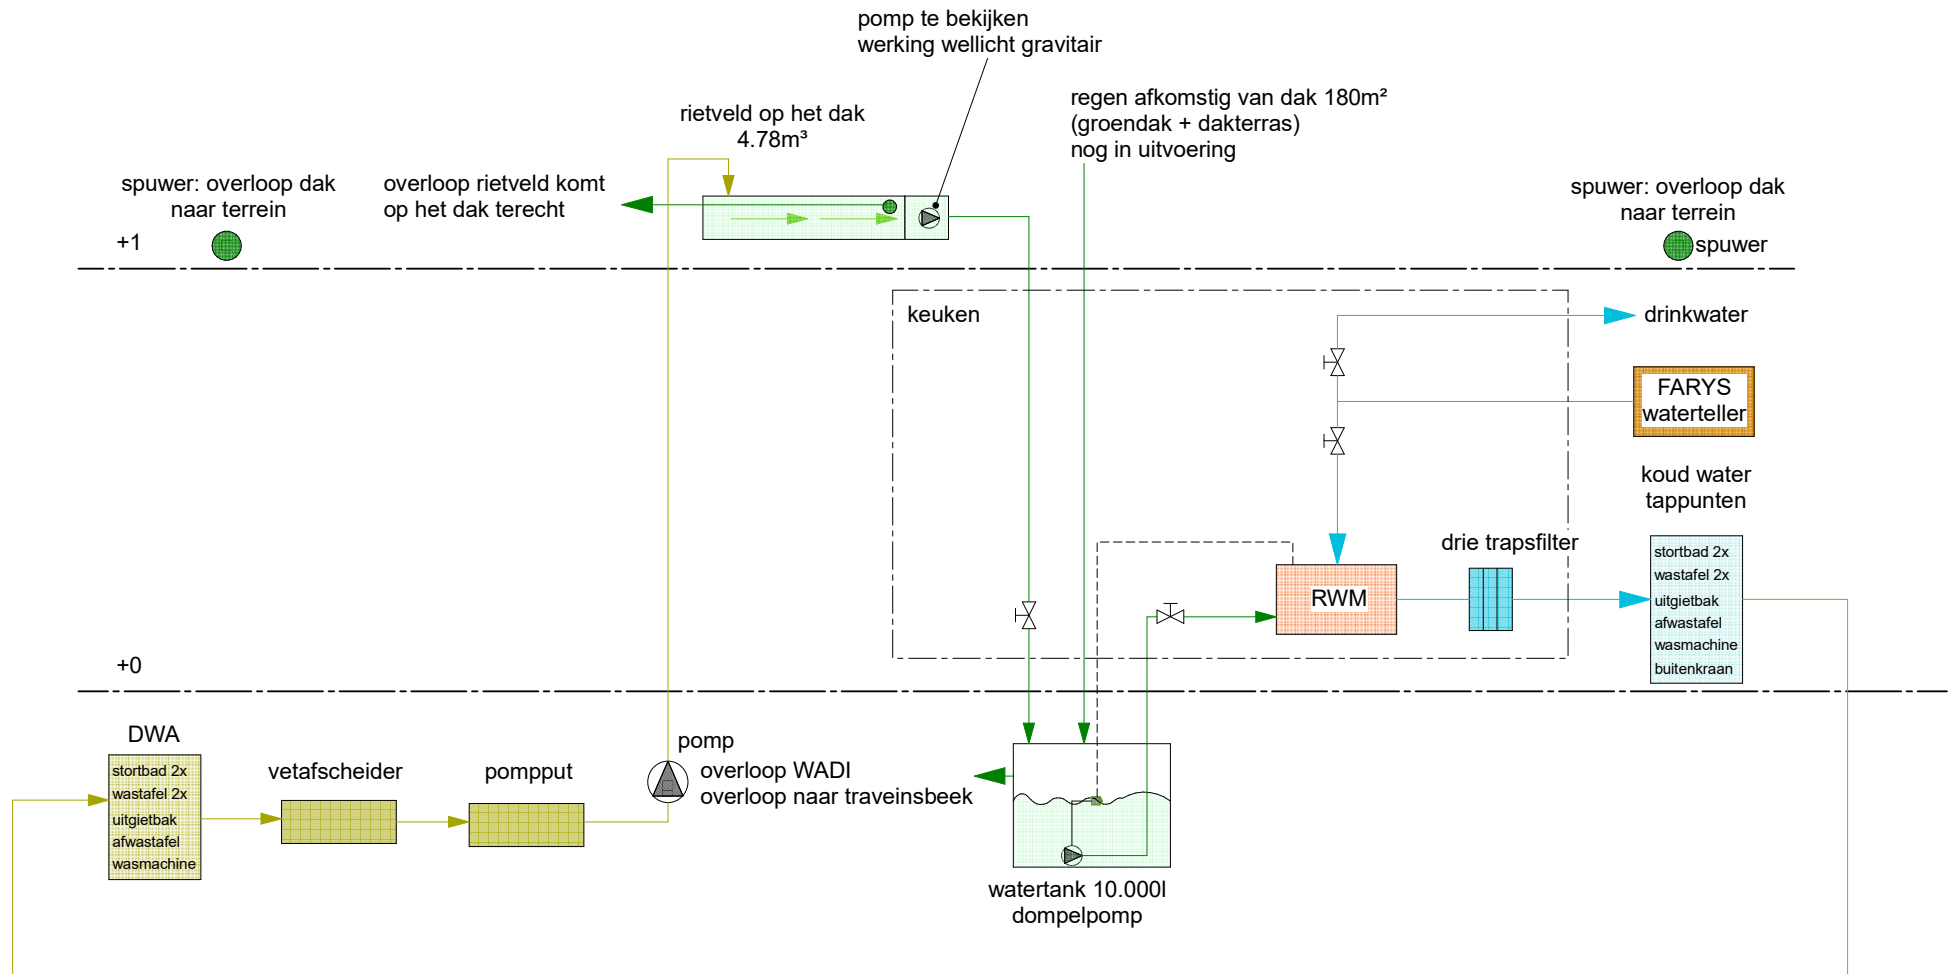 pomp te bekijken
werking wellicht gravitair
regen afkomstig van dak 180m²
(groendak + dakterras)
nog in uitvoering
rietveld op het dak
4.78m³
spuwer: overloop dak
naar terrein
overloop rietveld komt
op het dak terecht
spuwer: overloop dak
naar terrein
+1
spuwer
keuken
drinkwater
FARYS
waterteller
koud water
tappunten
drie trapsfilter
stortbad 2x
wastafel 2x
uitgietbak
afwastafel
wasmachine
buitenkraan
RWM
+0
DWA
stortbad 2x
wastafel 2x
uitgietbak
afwastafel
wasmachine
vetafscheider
pompput
pomp
overloop WADI
overloop naar traveinsbeek
watertank 10.000l
dompelpomp